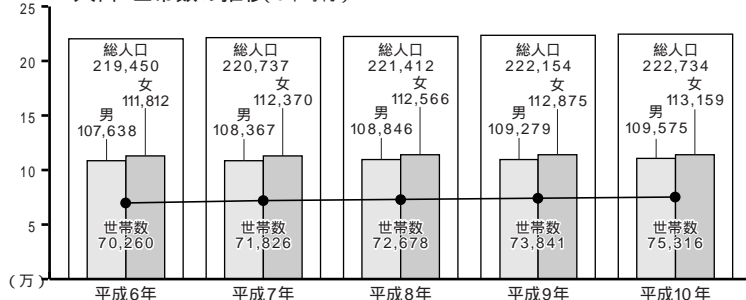 25
20
15
10
5
(万)
総人口
219,450
女
111,812
男
107,638
世帯数
70,260
平成6年
総人口
220,737
女
112,370
男
108,367
世帯数
71,826
平成7年
総人口
221,412
女
112,566
男
108,846
世帯数
72,678
平成8年
総人口
222,154
女
112,875
男
109,279
世帯数
73,841
平成9年
総人口
222,734
女
113,159
男
109,575
世帯数
75,316
平成10年